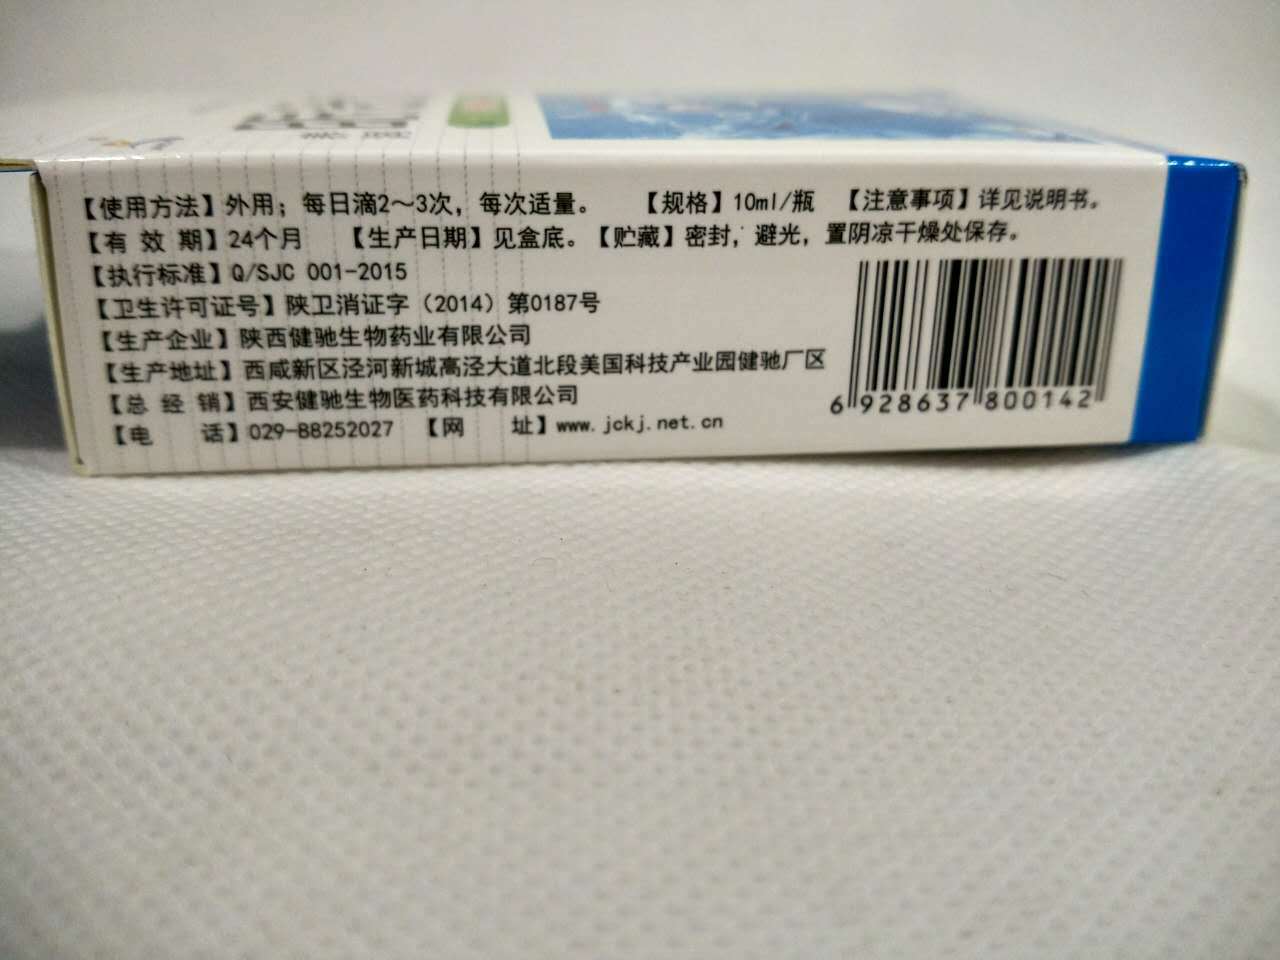 【使用方法】外用；每日滴2～3次，每次适量。 【规格】10ml/瓶 【注意事项】详见说明书。
【有 效 期】24个月 【生产日期】见盒底。【贮藏】密封，避光，置阴凉干燥处保存。
【执行标准】Q/SJC 001-2015
【卫生许可证号】陕卫消证字（2014）第0187号
【生产企业】陕西健驰生物药业有限公司
【生产地址】西咸新区泾河新城高泾大道北段美国科技产业园健驰厂区
【总 经 销】西安健驰生物医药科技有限公司
【电 话】029-88252027 【网 址】www.jckj.net.cn
6 928637 800142